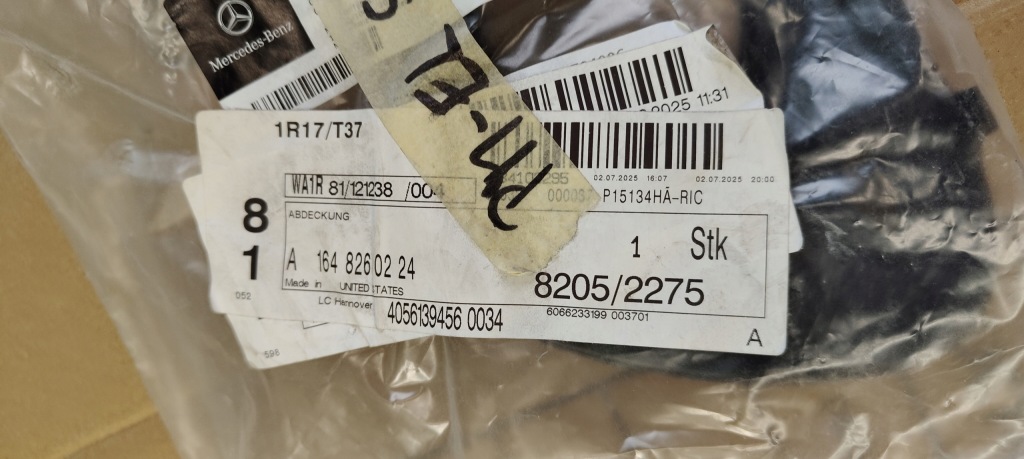 Mercedes-Benz
2025 11:31
1R17/T37
02.07.2025 16:07
02.07.2025 20:00
WA1R 81/121238 /004
P15134HÄ-RIC
8
1
ABDECKUNG
1 Stk
A 164 826 02 24
Made in UNITED STATES
8205/2275
052
LC Hannover
4056139456 0034
6066233199 003701
A
598